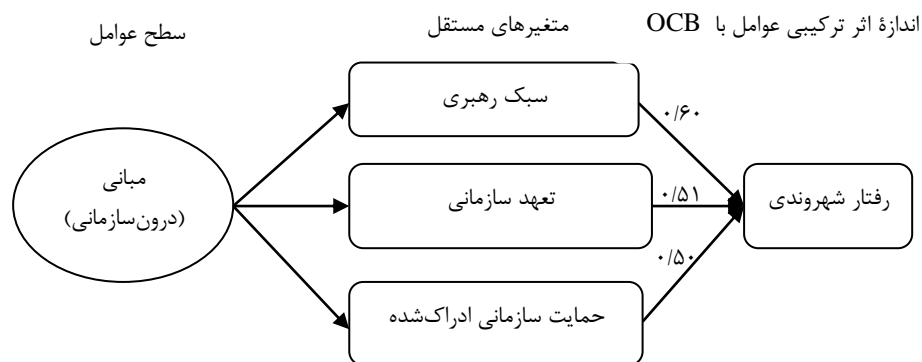 اندازهٔ اثر ترکیبی عوامل با OCB
متغیرهای مستقل
سطح عوامل
سبک رهبری
۰/۶۰
مبانی
(درون‌سازمانی)
تعهد سازمانی
۰/۵۱
رفتار شهروندی
۰/۵۰
حمایت سازمانی ادراک‌شده